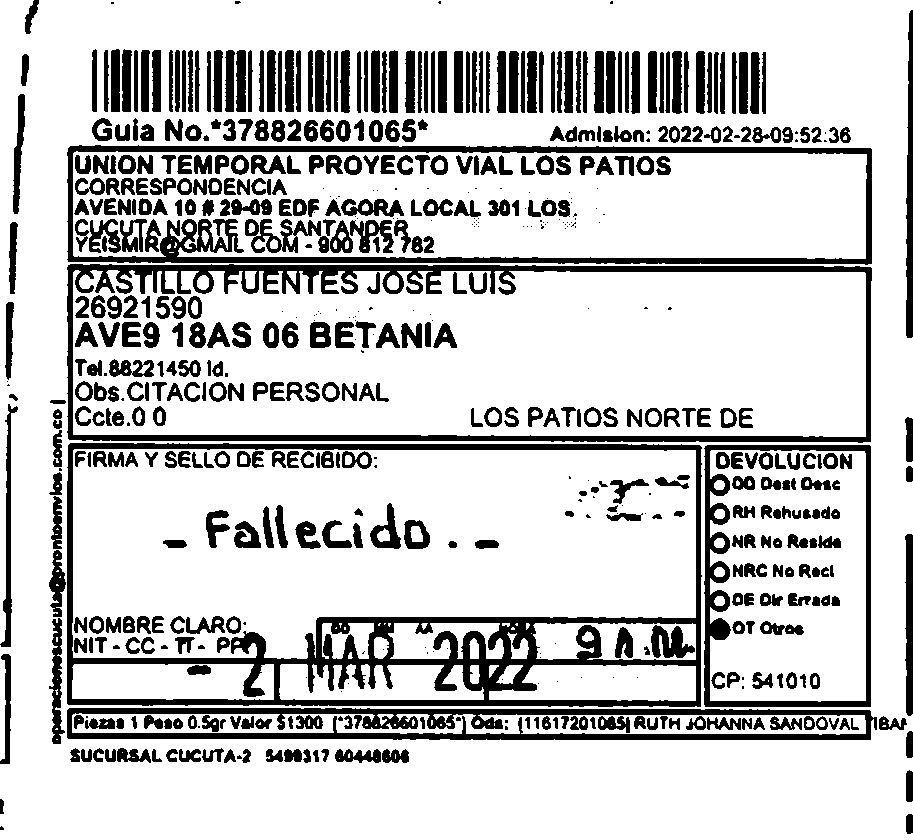 Guia No.*378826601065*
Admision: 2022-02-28-09:52:36
UNION TEMPORAL PROYECTO VIAL LOS PATIOS
CORRESPONDENCIA
AVENIDA 10 # 29-09 EDF AGORA LOCAL 301 LOS
CUCUTA NORTE DE SANTANDER
YEISMIR@GMAIL COM - 900 812 782
CASTILLO FUENTES JOSE LUIS
26921590
AVE9 18AS 06 BETANIA
Tel.88221450 Id.
Obs.CITACION PERSONAL
Ccte.0 0
LOS PATIOS NORTE DE
operacionescucuta@prontoenvios.com.co |
FIRMA Y SELLO DE RECIBIDO:
- Fallecido. -
NOMBRE CLARO:
NIT - CC - TI - PP
DD MM AA HORA
- 2 MAR 2022 9 A.M.
DEVOLUCION
DD Dest Desc
RH Rehusado
NR No Reside
NRC No Recl
DE Dir Errada
OT Otros
CP: 541010
Piezas 1 Peso 0.5gr Valor $1300 [*378826601065*] Ods: [11617201085] RUTH JOHANNA SANDOVAL
SUCURSAL CUCUTA-2 5499317 60448606